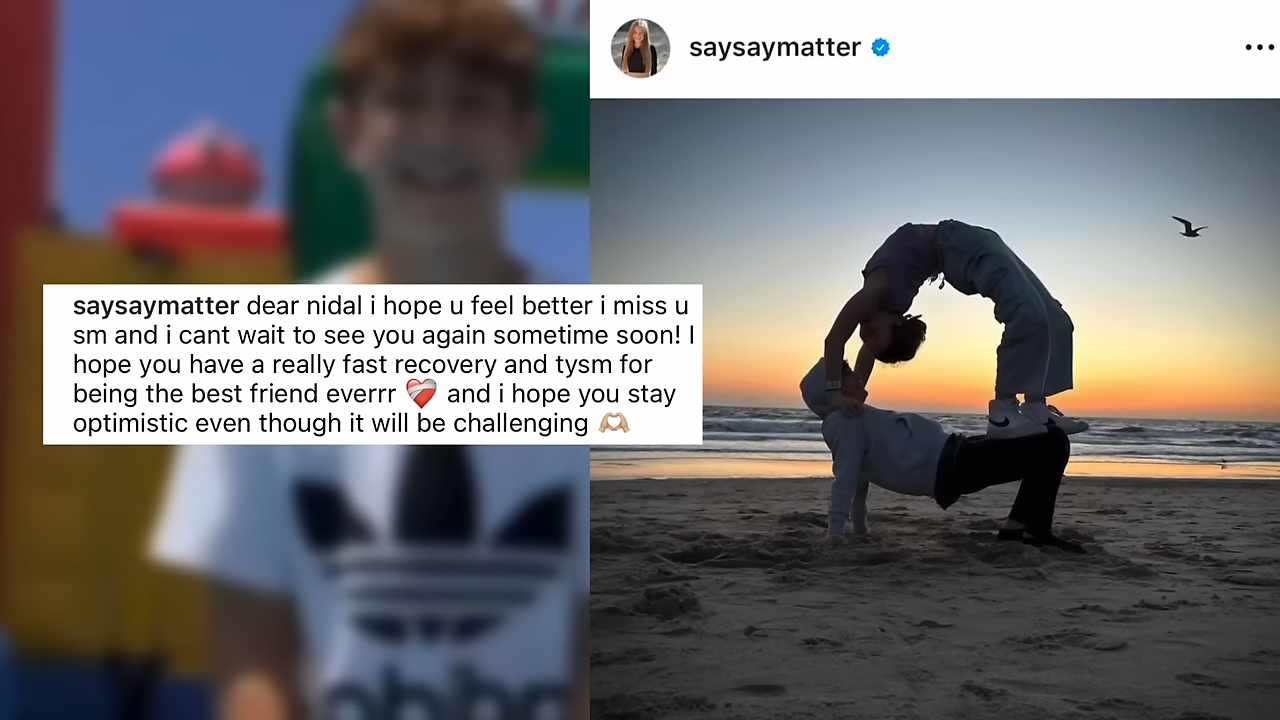 saysaymatter
saysaymatter dear nidal i hope u feel better i miss u
sm and i cant wait to see you again sometime soon! I
hope you have a really fast recovery and tysm for
being the best friend everrr ❤️‍🩹 and i hope you stay
optimistic even though it will be challenging 🫶🏼